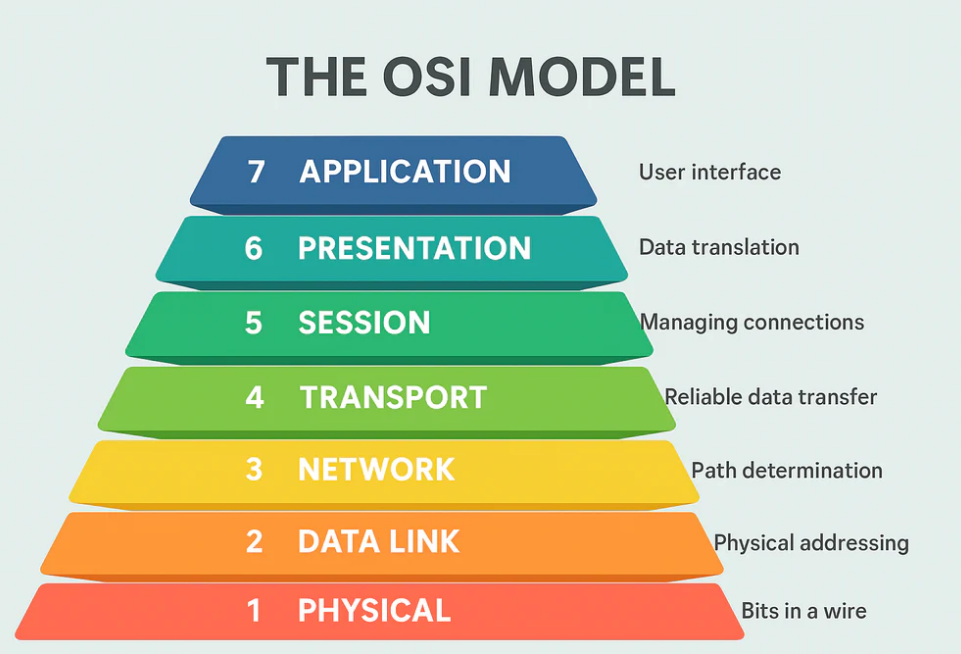 THE OSI MODEL
7 APPLICATION User interface
6 PRESENTATION Data translation
5 SESSION Managing connections
4 TRANSPORT Reliable data transfer
3 NETWORK Path determination
2 DATA LINK Physical addressing
1 PHYSICAL Bits in a wire